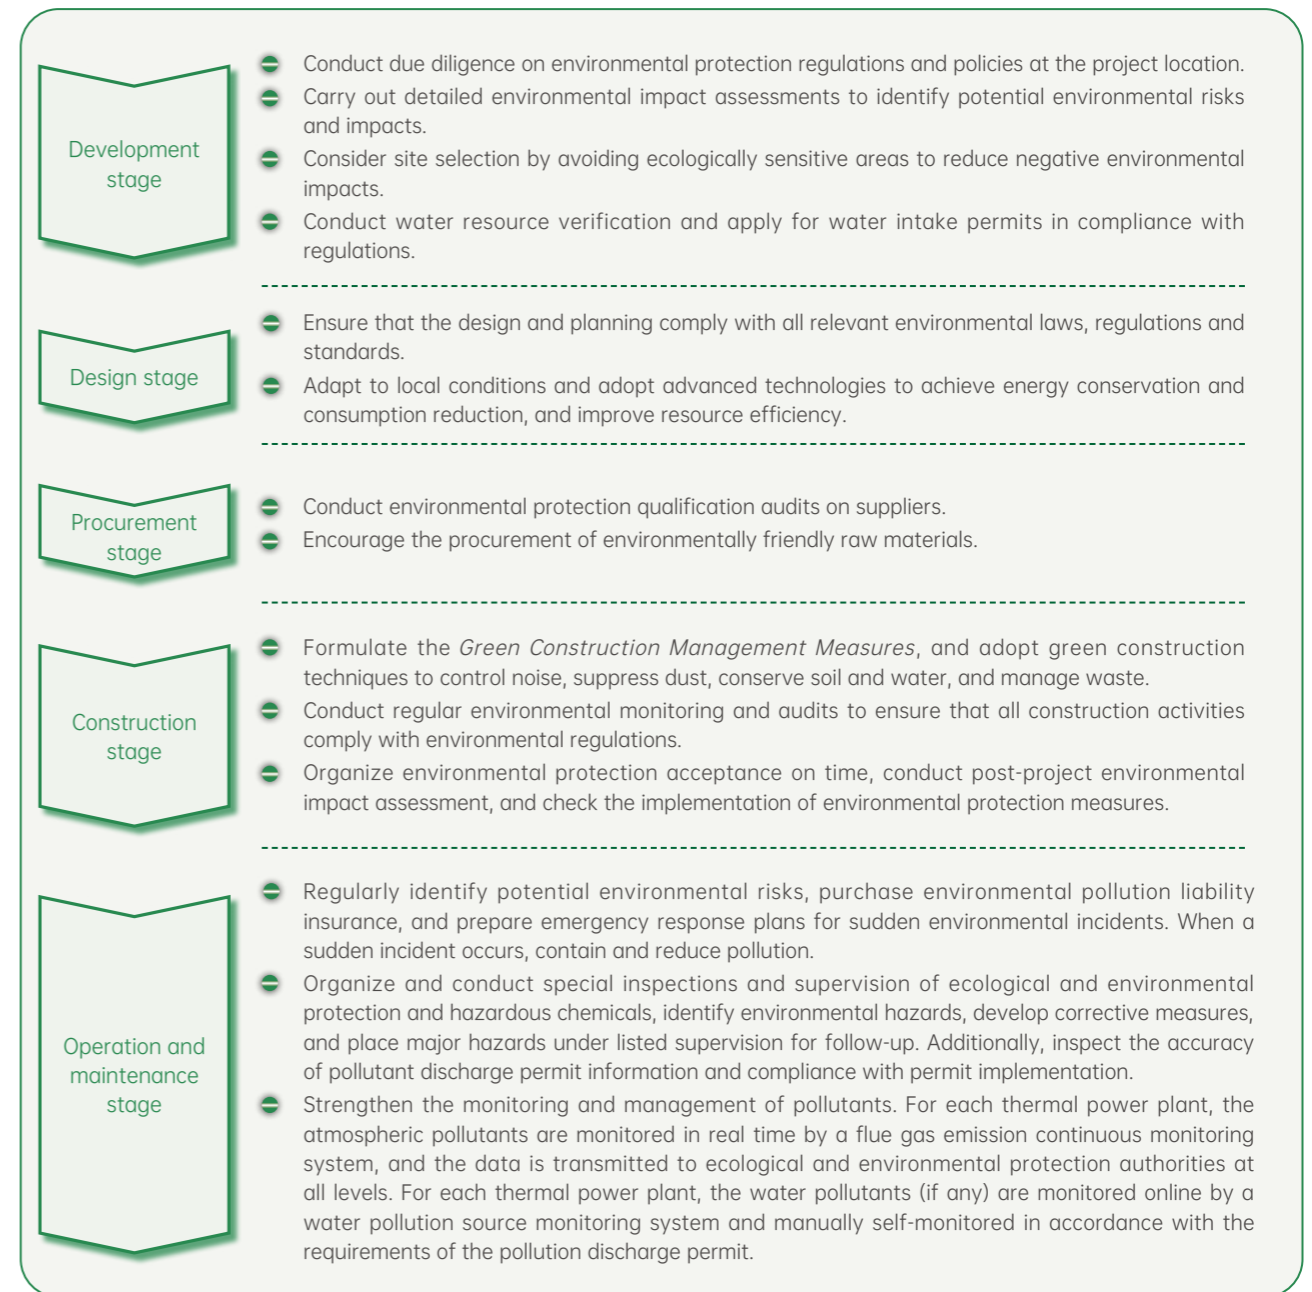 Development
stage
Conduct due diligence on environmental protection regulations and policies at the project location.
Carry out detailed environmental impact assessments to identify potential environmental risks
and impacts.
Consider site selection by avoiding ecologically sensitive areas to reduce negative environmental
impacts.
Conduct water resource verification and apply for water intake permits in compliance with
regulations.
Design stage
Ensure that the design and planning comply with all relevant environmental laws, regulations and
standards.
Adapt to local conditions and adopt advanced technologies to achieve energy conservation and
consumption reduction, and improve resource efficiency.
Procurement
stage
Conduct environmental protection qualification audits on suppliers.
Encourage the procurement of environmentally friendly raw materials.
Construction
stage
Formulate the Green Construction Management Measures, and adopt green construction
techniques to control noise, suppress dust, conserve soil and water, and manage waste.
Conduct regular environmental monitoring and audits to ensure that all construction activities
comply with environmental regulations.
Organize environmental protection acceptance on time, conduct post-project environmental
impact assessment, and check the implementation of environmental protection measures.
Operation and
maintenance
stage
Regularly identify potential environmental risks, purchase environmental pollution liability
insurance, and prepare emergency response plans for sudden environmental incidents. When a
sudden incident occurs, contain and reduce pollution.
Organize and conduct special inspections and supervision of ecological and environmental
protection and hazardous chemicals, identify environmental hazards, develop corrective measures,
and place major hazards under listed supervision for follow-up. Additionally, inspect the accuracy
of pollutant discharge permit information and compliance with permit implementation.
Strengthen the monitoring and management of pollutants. For each thermal power plant, the
atmospheric pollutants are monitored in real time by a flue gas emission continuous monitoring
system, and the data is transmitted to ecological and environmental protection authorities at
all levels. For each thermal power plant, the water pollutants (if any) are monitored online by a
water pollution source monitoring system and manually self-monitored in accordance with the
requirements of the pollution discharge permit.